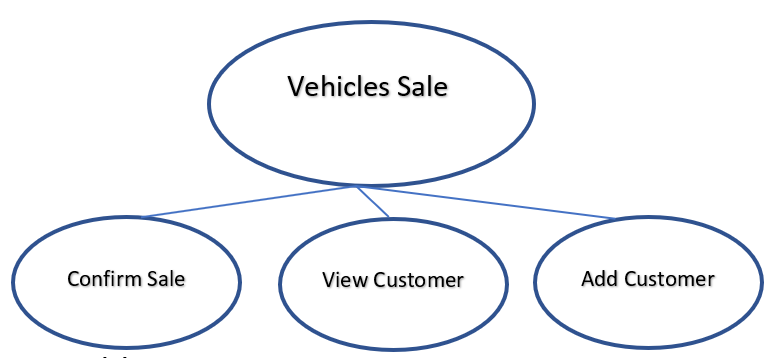 Vehicles Sale
Confirm Sale
View Customer
Add Customer